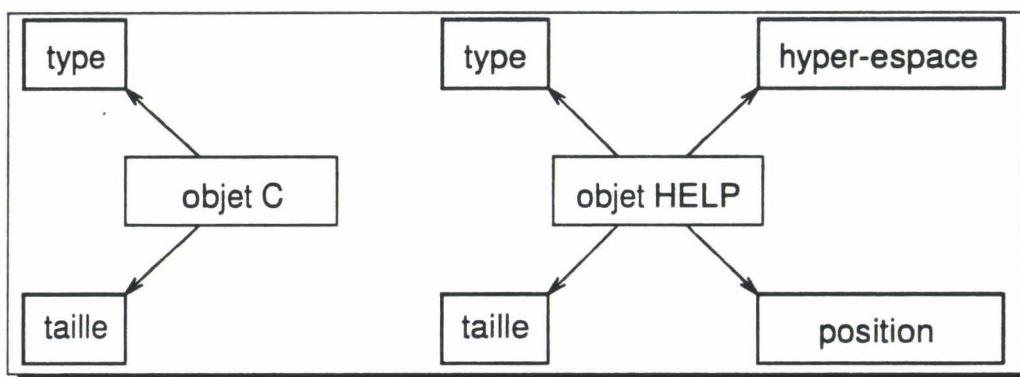 type
type
hyper-espace
objet C
objet HELP
taille
taille
position